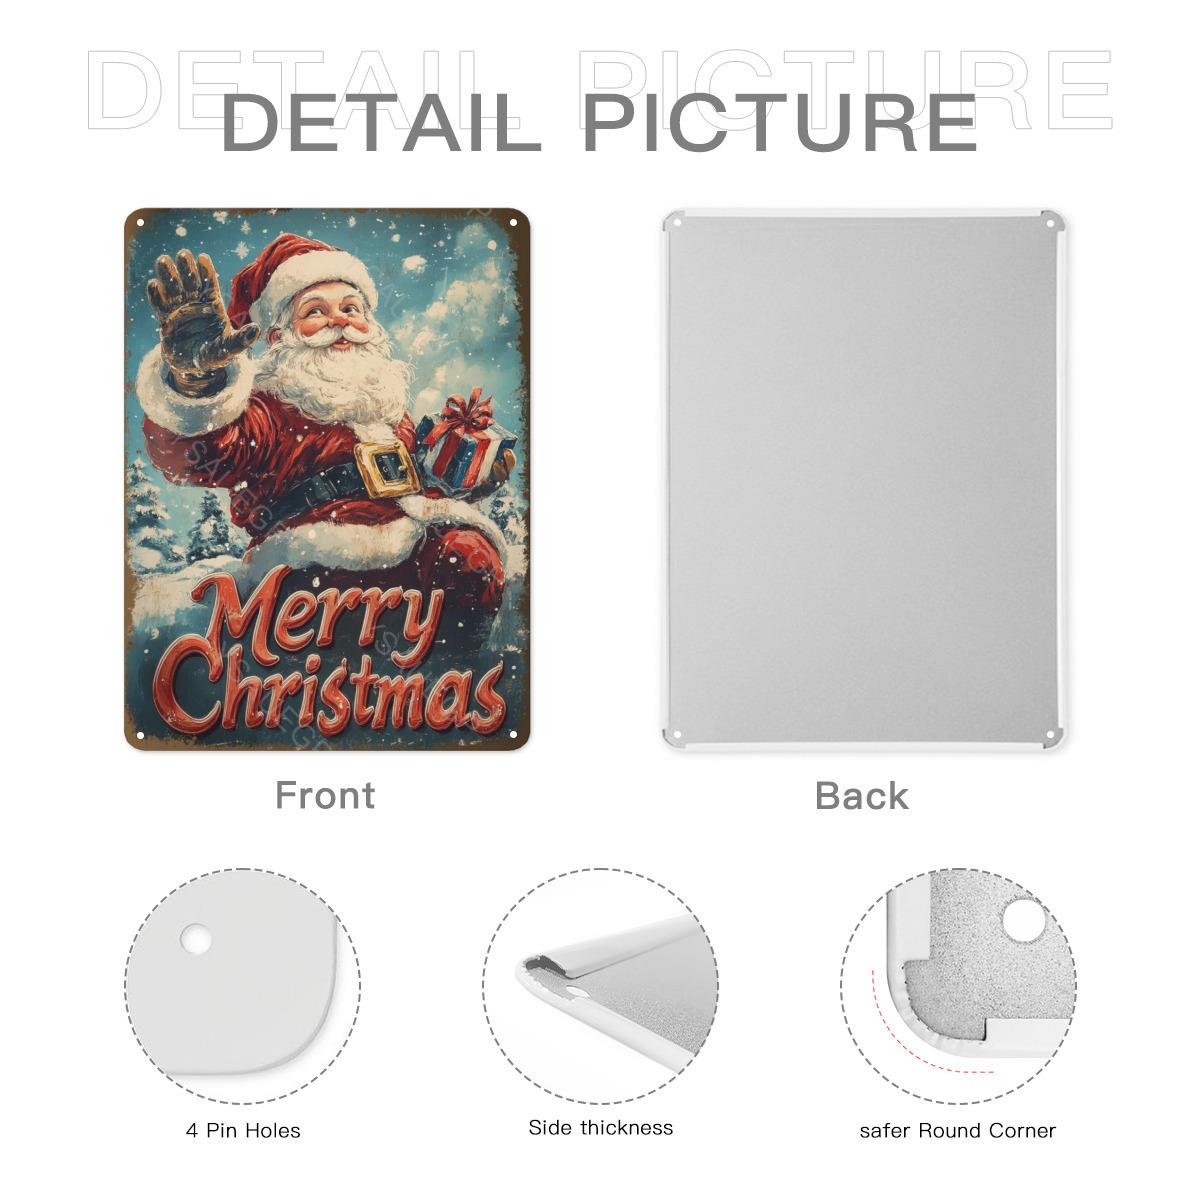 DETAIL PICTURE
DETAIL PICTURE
Merry
Christmas
Front
Back
4 Pin Holes
Side thickness
safer Round Corner